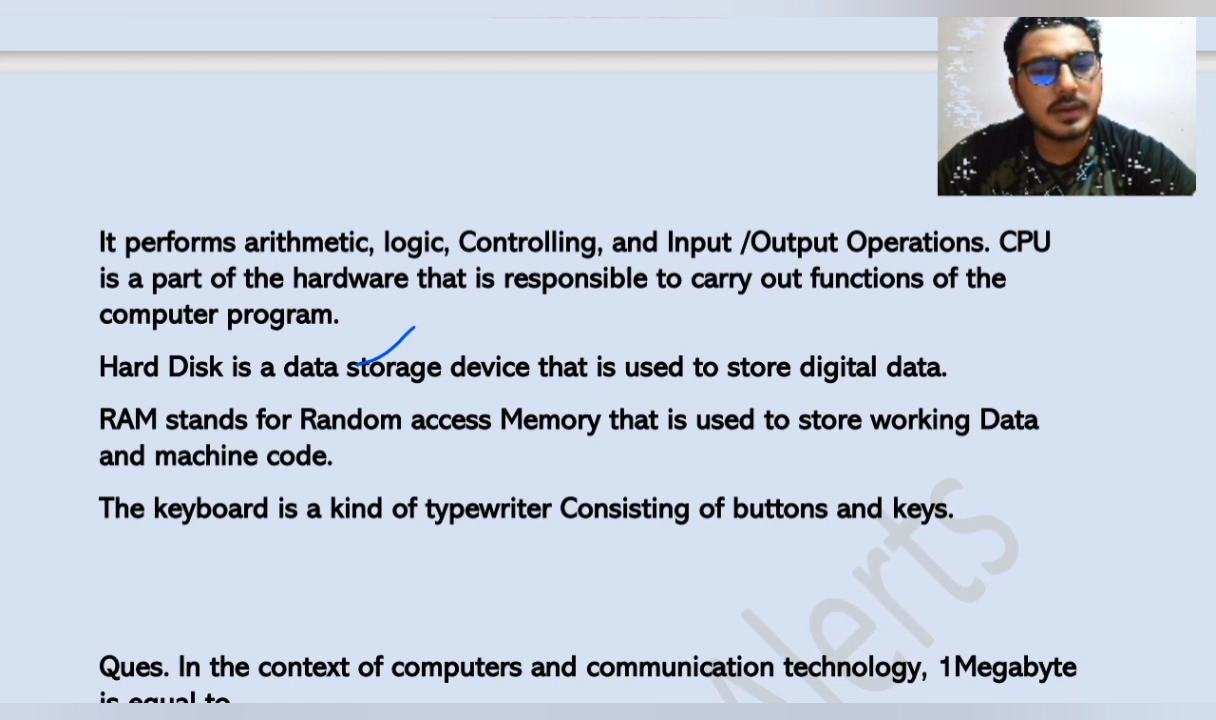 It performs arithmetic, logic, Controlling, and Input /Output Operations. CPU
is a part of the hardware that is responsible to carry out functions of the
computer program.
Hard Disk is a data storage device that is used to store digital data.
RAM stands for Random access Memory that is used to store working Data
and machine code.
The keyboard is a kind of typewriter Consisting of buttons and keys.
Alerts
Ques. In the context of computers and communication technology, 1Megabyte
is equal to